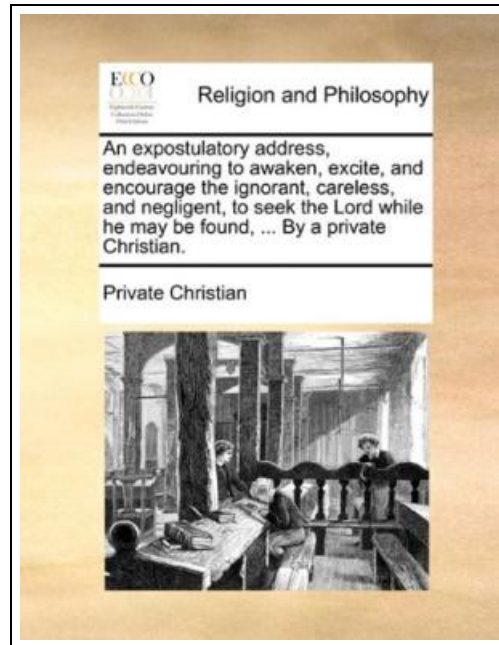 ECCO
Religion and Philosophy
An expostulatory address,
endeavouring to awaken, excite, and
encourage the ignorant, careless,
and negligent, to seek the Lord while
he may be found, ... By a private
Christian.
Private Christian